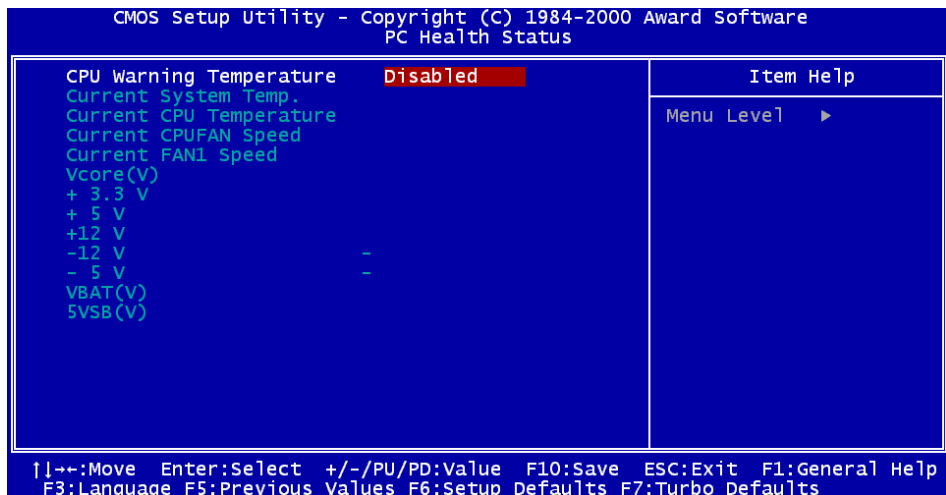 CMOS Setup Utility – Copyright (C) 1984-2000 Award Software
PC Health Status
CPU Warning Temperature Disabled
Current System Temp.
Current CPU Temperature
Current CPUFAN Speed
Current FAN1 Speed
Vcore(V)
+ 3.3 V
+ 5 V
+12 V
-12 V -
- 5 V -
VBAT(V)
5VSB(V)
Item Help
Menu Level ▶
↑↓→←:Move Enter:Select +/-/PU/PD:Value F10:Save ESC:Exit F1:General Help
F3:Language F5:Previous Values F6:Setup Defaults F7:Turbo Defaults